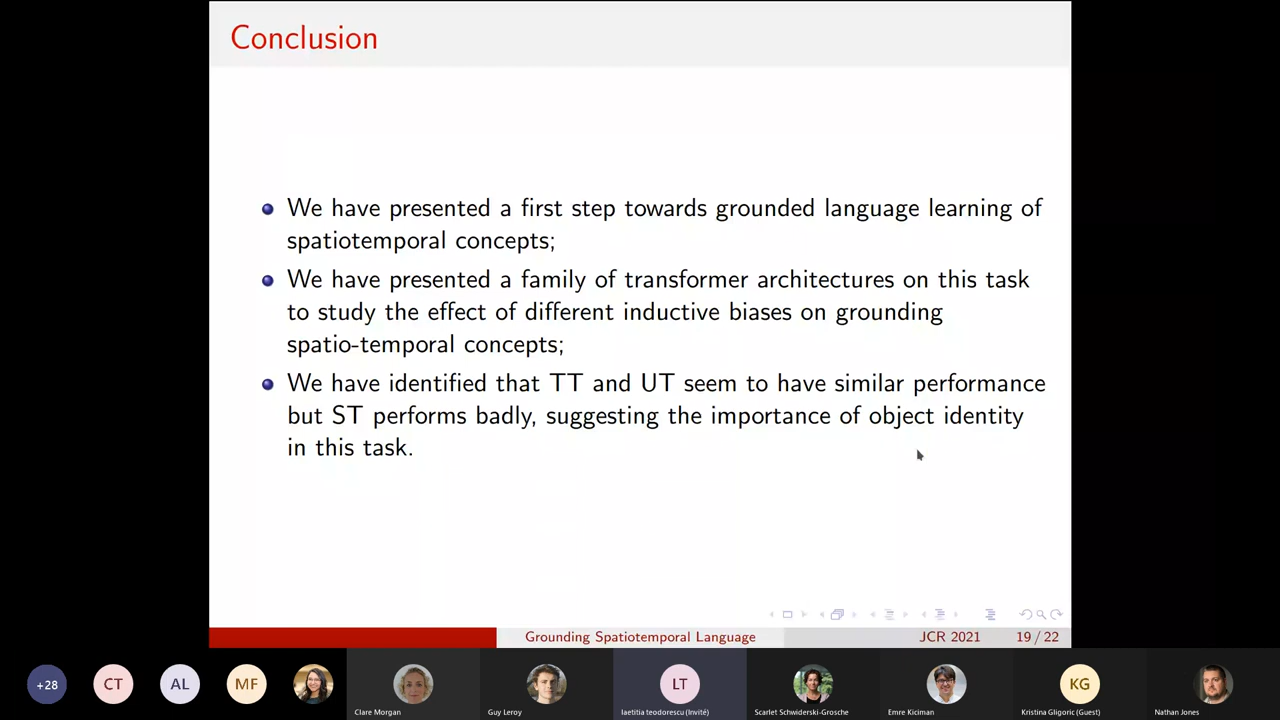 Conclusion
We have presented a first step towards grounded language learning of
spatiotemporal concepts;
We have presented a family of transformer architectures on this task
to study the effect of different inductive biases on grounding
spatio-temporal concepts;
We have identified that TT and UT seem to have similar performance
but ST performs badly, suggesting the importance of object identity
in this task.
Grounding Spatiotemporal Language
JCR 2021
19 / 22
+28
CT
AL
MF
LT
KG
Clare Morgan
Guy Leroy
laetitia teodorescu (Invité)
Scarlet Schwiderski-Grosche
Emre Kiciman
Kristina Gligoric (Guest)
Nathan Jones